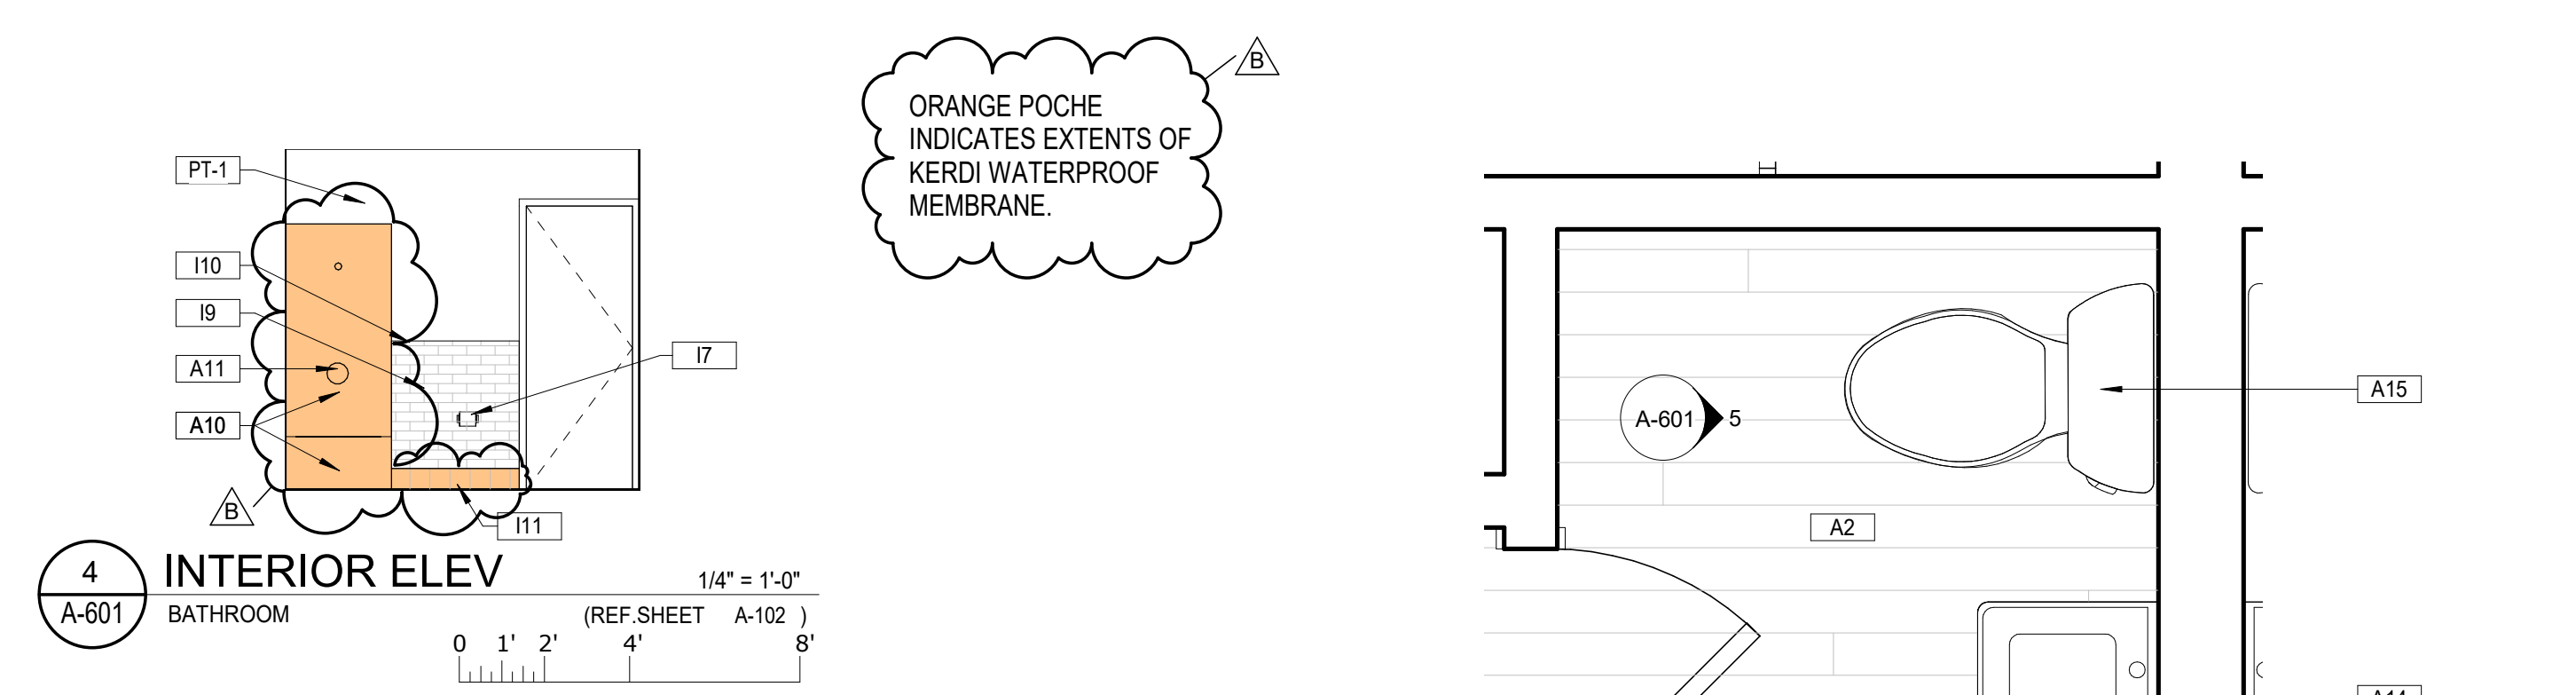 B
ORANGE POCHE
INDICATES EXTENTS OF
KERDI WATERPROOF
MEMBRANE.
PT-1
I10
I9
I7
A11
A10
B
I11
4
INTERIOR ELEV
1/4" = 1'-0"
A-601
BATHROOM
(REF.SHEET A-102 )
0 1' 2' 4' 8'
A15
A-601
5
A2